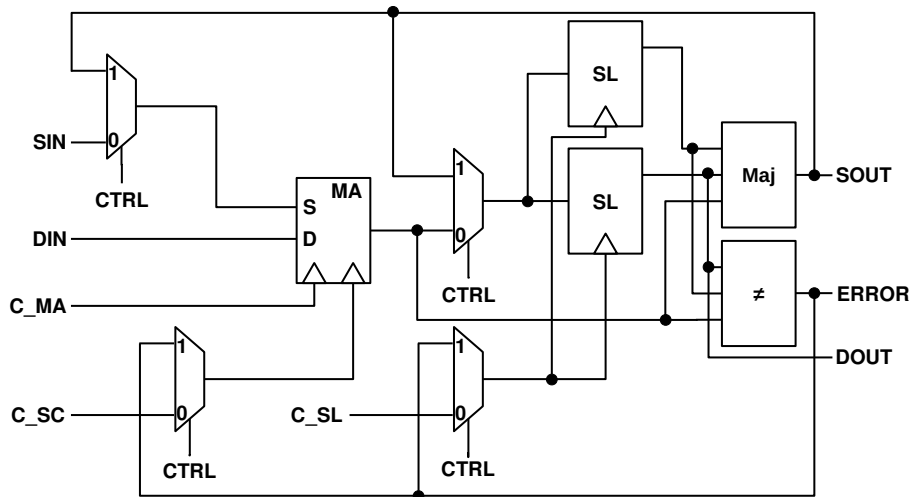 1
SIN
0
CTRL
MA
S
D
DIN
C_MA
1
0
CTRL
SL
SL
Maj
SOUT
≠
ERROR
DOUT
1
C_SC
0
CTRL
1
C_SL
0
CTRL